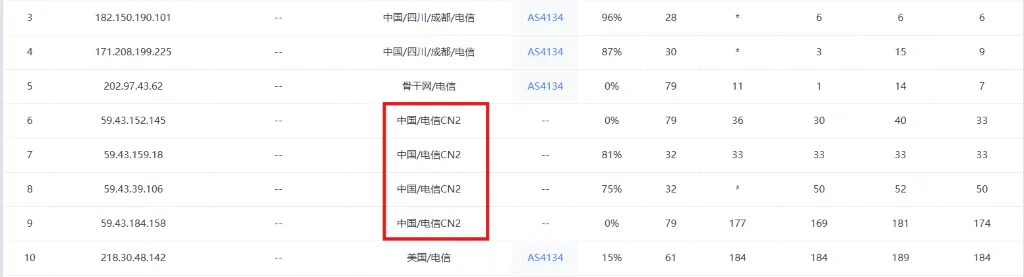 3 182.150.190.101 -- 中国/四川/成都/电信 AS4134 96% 28 * 6 6 6
4 171.208.199.225 -- 中国/四川/成都/电信 AS4134 87% 30 * 3 15 9
5 202.97.43.62 -- 骨干网/电信 AS4134 0% 79 11 1 14 7
6 59.43.152.145 -- 中国/电信CN2 -- 0% 79 36 30 40 33
7 59.43.159.18 -- 中国/电信CN2 -- 81% 32 33 33 33 33
8 59.43.39.106 -- 中国/电信CN2 -- 75% 32 * 50 52 50
9 59.43.184.158 -- 中国/电信CN2 -- 0% 79 177 169 181 174
10 218.30.48.142 -- 美国/电信 AS4134 15% 61 184 184 189 184